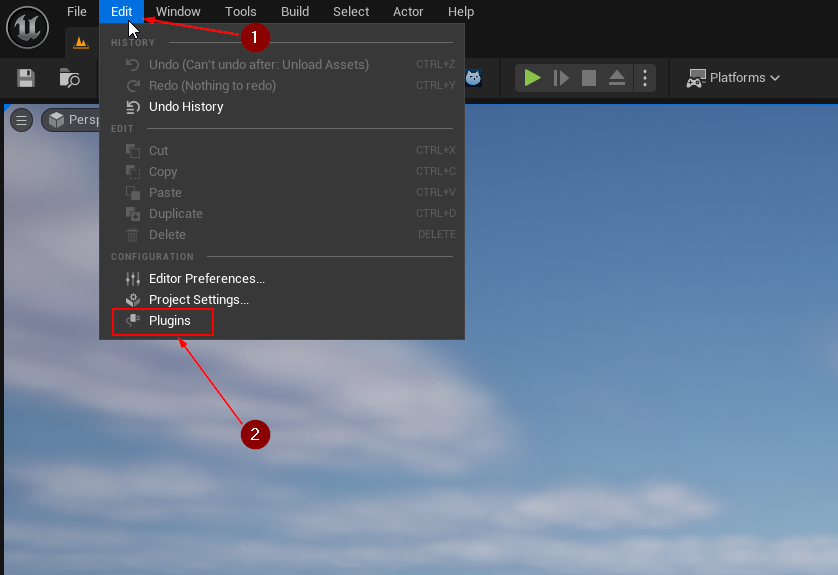 File Edit Window Tools Build Select Actor Help
1
HISTORY
Undo (Can't undo after: Unload Assets) CTRL+Z
Redo (Nothing to redo) CTRL+Y
Undo History
Platforms
EDIT
Cut CTRL+X
Copy CTRL+C
Paste CTRL+V
Duplicate CTRL+D
Delete DELETE
CONFIGURATION
Editor Preferences...
Project Settings...
Plugins
2